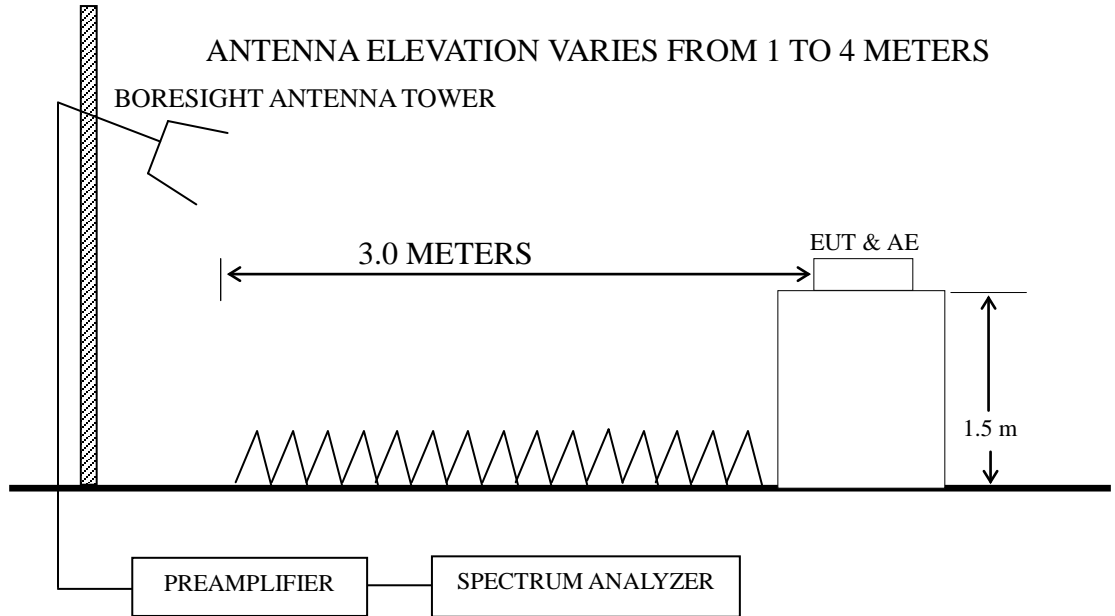 ANTENNA ELEVATION VARIES FROM 1 TO 4 METERS
BORESIGHT ANTENNA TOWER
3.0 METERS
EUT & AE
1.5 m
PREAMPLIFIER
SPECTRUM ANALYZER